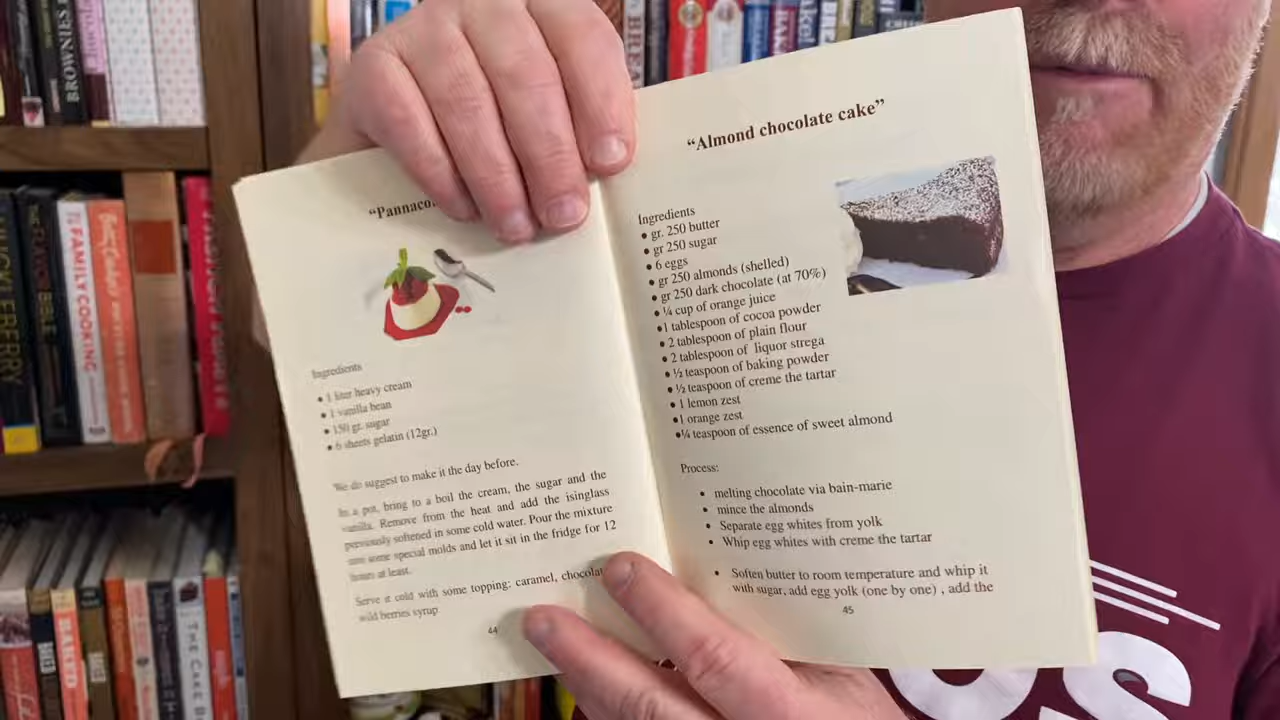 BROWNIES
FAMILY COOKING
BAKED
“Pannaco
Ingredients
• 1 liter heavy cream
• 1 vanilla bean
• 150 gr. sugar
• 6 sheets gelatin (12gr.)
We do suggest to make it the day before.
In a pot, bring to a boil the cream, the sugar and the
vanilla. Remove from the heat and add the isinglass
perviously softened in some cold water. Pour the mixture
into some special molds and let it sit in the fridge for 12
hours at least.
Serve it cold with some topping: caramel, chocolat
wild berries syrup
44
“Almond chocolate cake”
Ingredients
• gr. 250 butter
• gr 250 sugar
• 6 eggs
• gr 250 almonds (shelled)
• gr 250 dark chocolate (at 70%)
• ¼ cup of orange juice
•1 tablespoon of cocoa powder
• 2 tablespoon of plain flour
• 2 tablespoon of liquor strega
• ½ teaspoon of baking powder
• ½ teaspoon of creme the tartar
• 1 lemon zest
•1 orange zest
•¼ teaspoon of essence of sweet almond
Process:
• melting chocolate via bain-marie
• mince the almonds
• Separate egg whites from yolk
• Whip egg whites with creme the tartar
• Soften butter to room temperature and whip it
with sugar, add egg yolk (one by one) , add the
45
OS